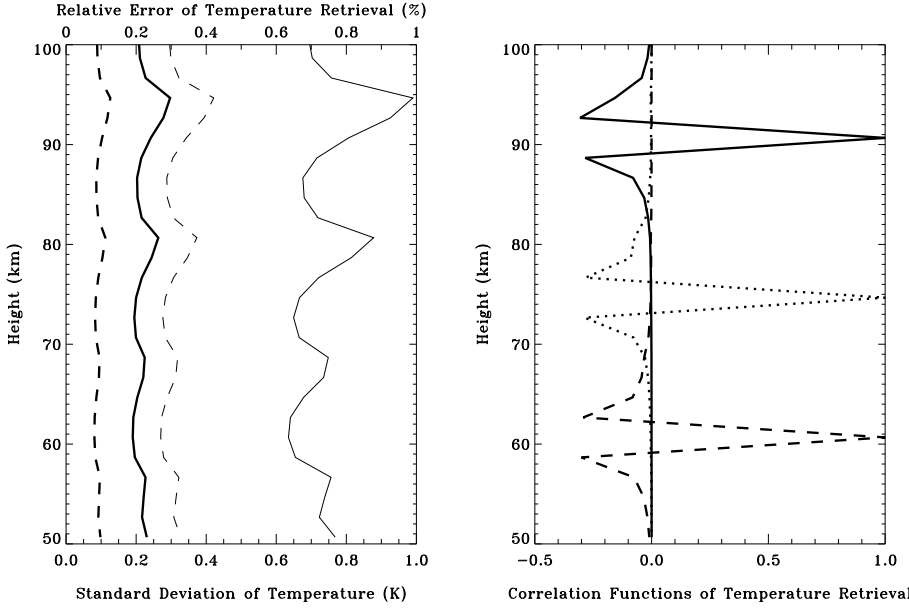 Relative Error of Temperature Retrieval (%)
0 0.2 0.4 0.6 0.8 1
100
90
80
70
60
50
Height (km)
0.0 0.2 0.4 0.6 0.8 1.0
Standard Deviation of Temperature (K)
100
90
80
70
60
50
Height (km)
−0.5 0.0 0.5 1.0
Correlation Functions of Temperature Retrieval